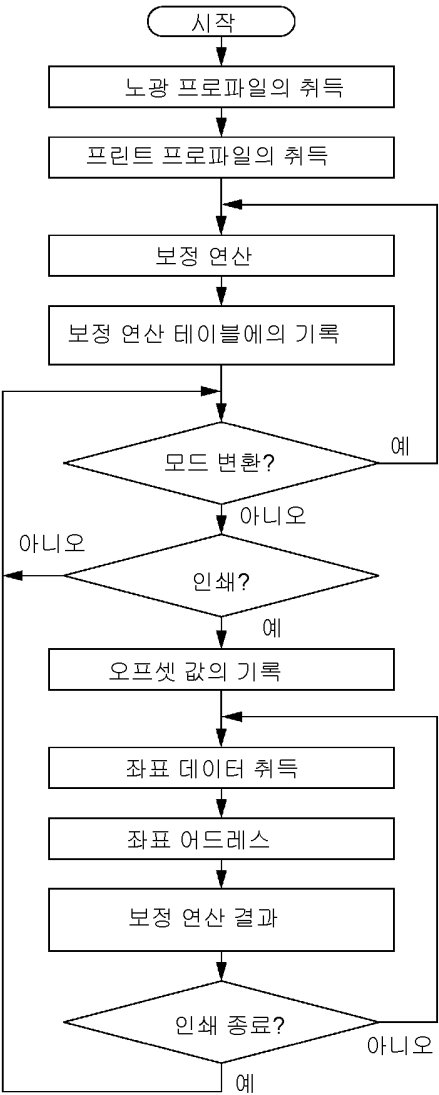 시작
노광 프로파일의 취득
프린트 프로파일의 취득
보정 연산
보정 연산 테이블에의 기록
모드 변환?
예
아니오
아니오
인쇄?
예
오프셋 값의 기록
좌표 데이터 취득
좌표 어드레스
보정 연산 결과
인쇄 종료?
아니오
예